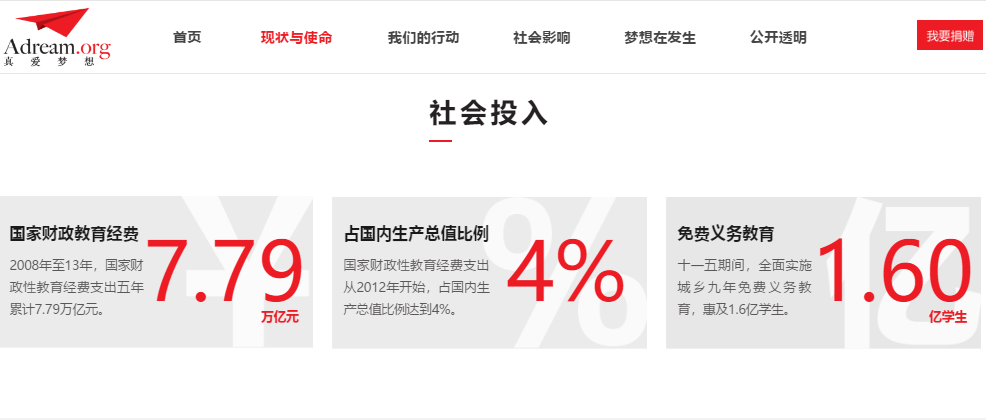 Adream.org
真爱梦想
首页
现状与使命
我们的行动
社会影响
梦想在发生
公开透明
我要捐赠
社会投入
¥
国家财政教育经费
2008年至13年，国家财
政性教育经费支出五年
累计7.79万亿元。
7.79
万亿元
%
占国内生产总值比例
国家财政性教育经费支出
从2012年开始，占国内生
产总值比例达到4%。
4%
亿
免费义务教育
十一五期间，全面实施
城乡九年免费义务教
育，惠及1.6亿学生。
1.60
亿学生